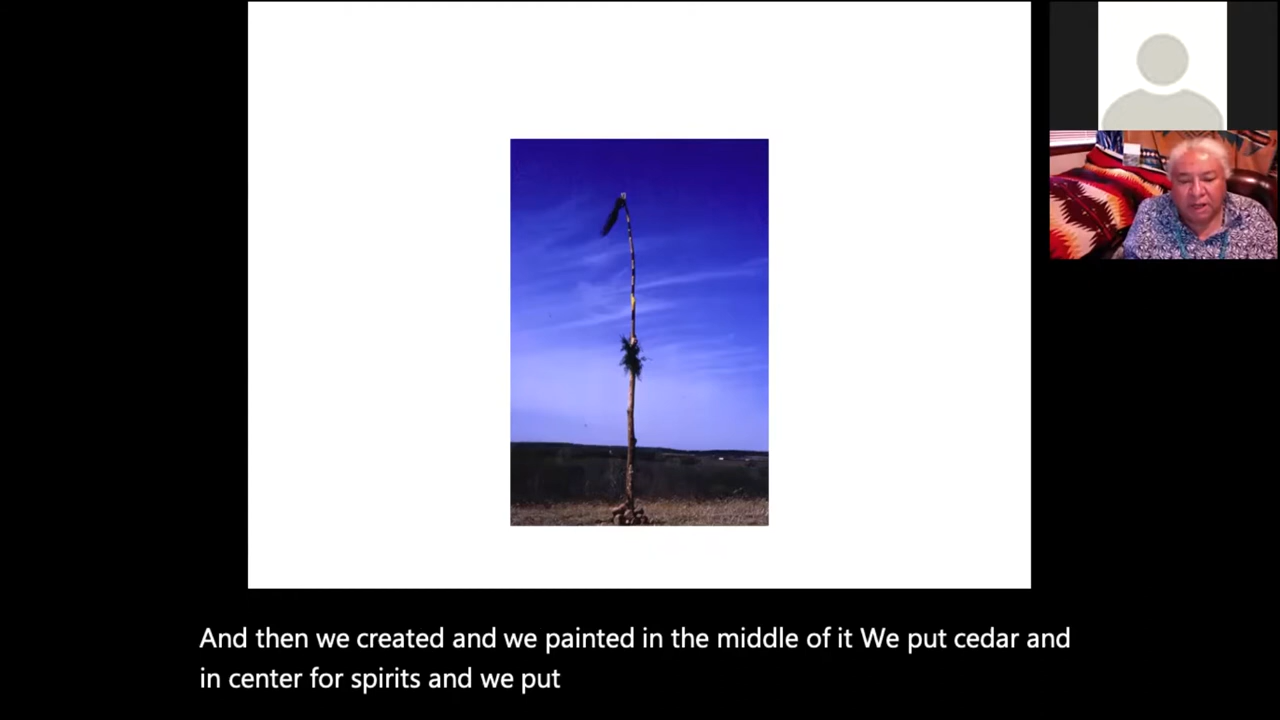 And then we created and we painted in the middle of it We put cedar and
in center for spirits and we put